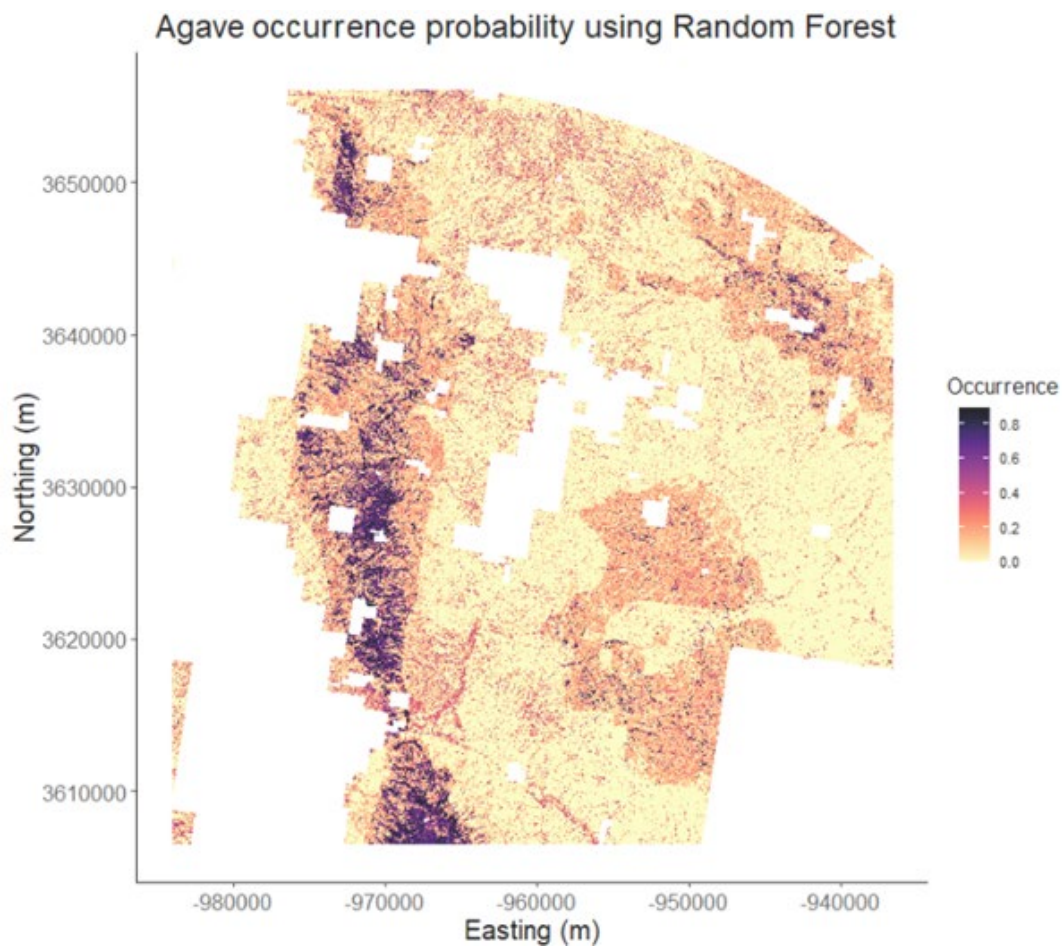 Agave occurrence probability using Random Forest
3650000
3640000
3630000
3620000
3610000
Northing (m)
-980000 -970000 -960000 -950000 -940000
Easting (m)
Occurrence
0.8
0.6
0.4
0.2
0.0